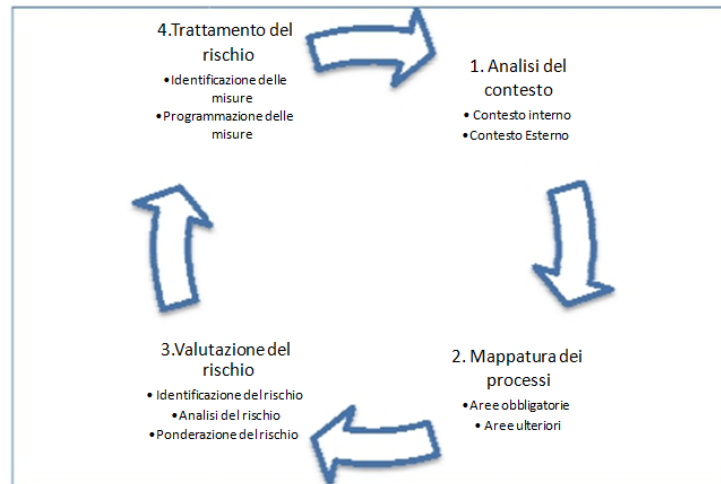 4.Trattamento del
rischio
•Identificazione delle
misure
•Programmazione delle
misure
1. Analisi del
contesto
• Contesto interno
•Contesto Esterno
2. Mappatura dei
processi
•Aree obbligatorie
• Aree ulteriori
3.Valutazione del
rischio
• Identificazione del rischio
•Analisi del rischio
•Ponderazione del rischio